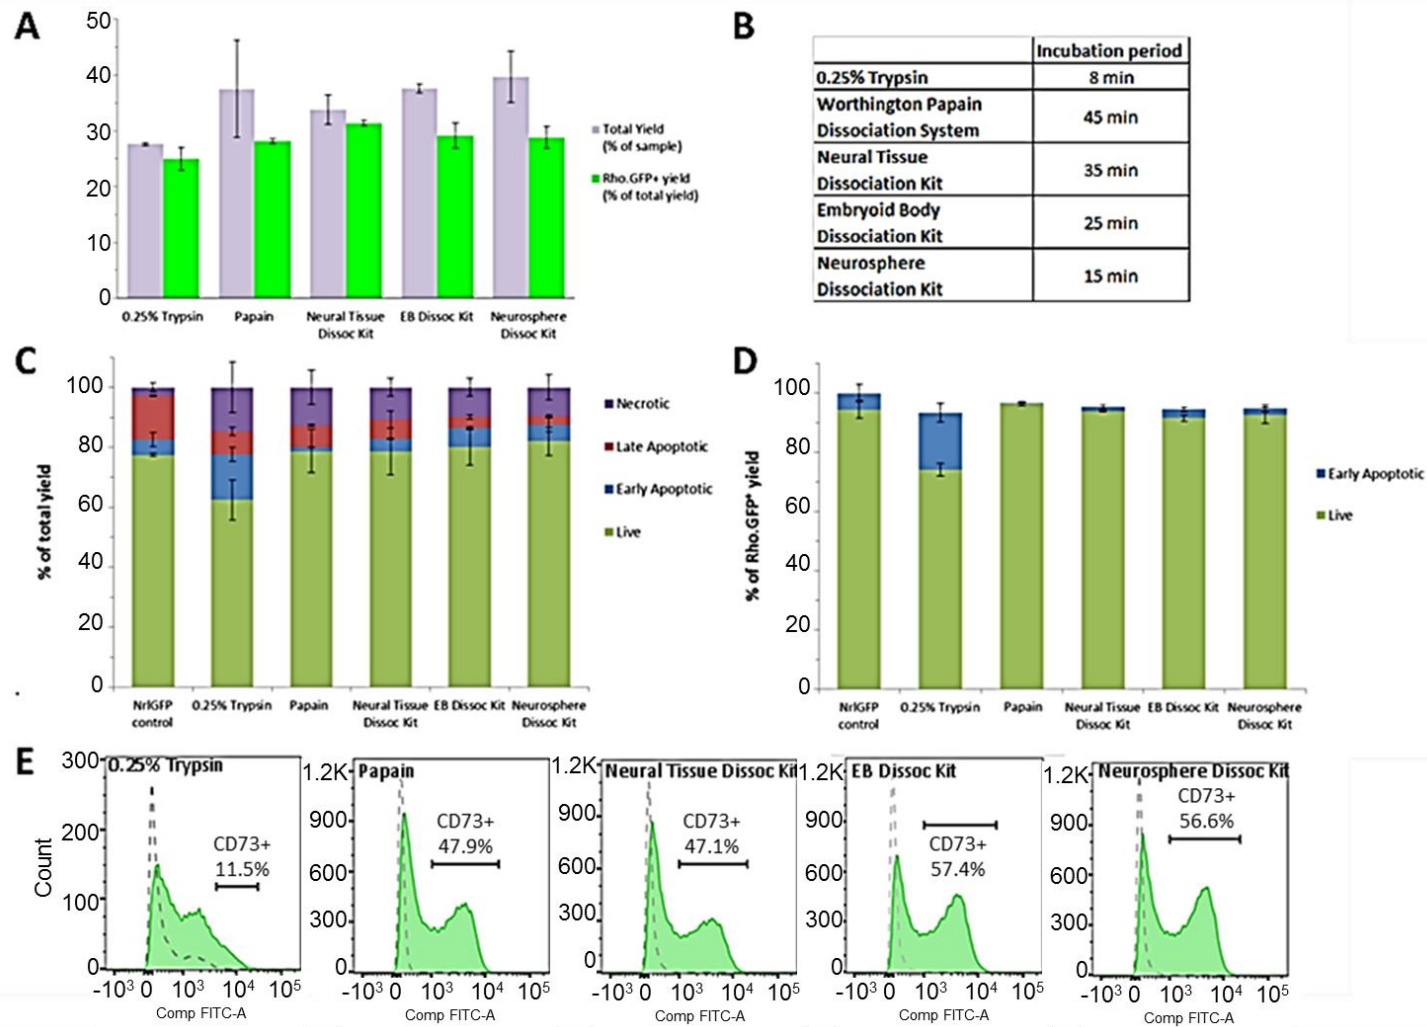 A
50
40
30
20
10
0
0.25% Trypsin
Papain
Neural Tissue
Dissoc Kit
EB Dissoc Kit
Neurosphere
Dissoc Kit
Total Yield
(% of sample)
Rho.GFP+ yield
(% of total yield)
B
Incubation period
0.25% Trypsin 8 min
Worthington Papain
Dissociation System
45 min
Neural Tissue
Dissociation Kit
35 min
Embryoid Body
Dissociation Kit
25 min
Neurosphere
Dissociation Kit
15 min
C
% of total yield
100
80
60
40
20
0
NrlGFP
control
0.25% Trypsin
Papain
Neural Tissue
Dissoc Kit
EB Dissoc Kit
Neurosphere
Dissoc Kit
Necrotic
Late Apoptotic
Early Apoptotic
Live
D
% of Rho.GFP⁺ yield
100
80
60
40
20
0
NrlGFP
control
0.25% Trypsin
Papain
Neural Tissue
Dissoc Kit
EB Dissoc Kit
Neurosphere
Dissoc Kit
Early Apoptotic
Live
E
Count
300
200
100
0
0.25% Trypsin
CD73+
11.5%
-10³ 0 10³ 10⁴ 10⁵
Comp FITC-A
1.2K
900
600
300
0
Papain
CD73+
47.9%
-10³ 0 10³ 10⁴ 10⁵
Comp FITC-A
1.2K
900
600
300
0
Neural Tissue Dissoc Kit
CD73+
47.1%
-10³ 0 10³ 10⁴ 10⁵
Comp FITC-A
1.2K
900
600
300
0
EB Dissoc Kit
CD73+
57.4%
-10³ 0 10³ 10⁴ 10⁵
Comp FITC-A
1.2K
900
600
300
0
Neurosphere Dissoc Kit
CD73+
56.6%
-10³ 0 10³ 10⁴ 10⁵
Comp FITC-A